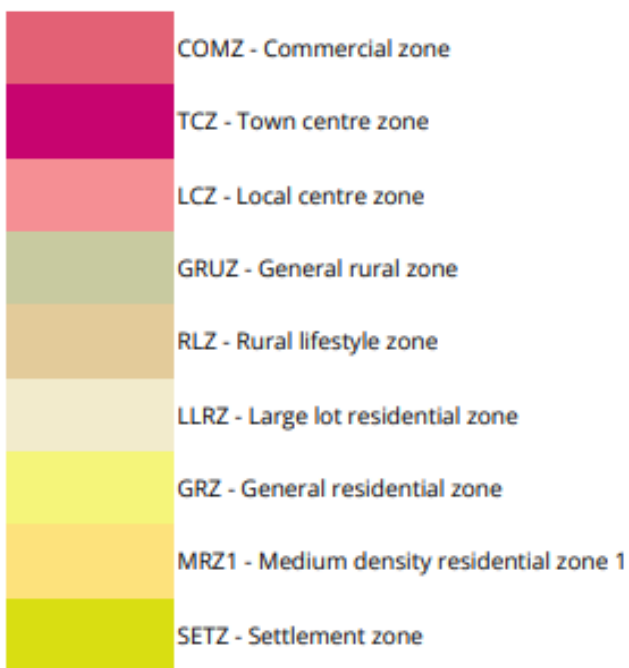 COMZ - Commercial zone
TCZ - Town centre zone
LCZ - Local centre zone
GRUZ - General rural zone
RLZ - Rural lifestyle zone
LLRZ - Large lot residential zone
GRZ - General residential zone
MRZ1 - Medium density residential zone 1
SETZ - Settlement zone